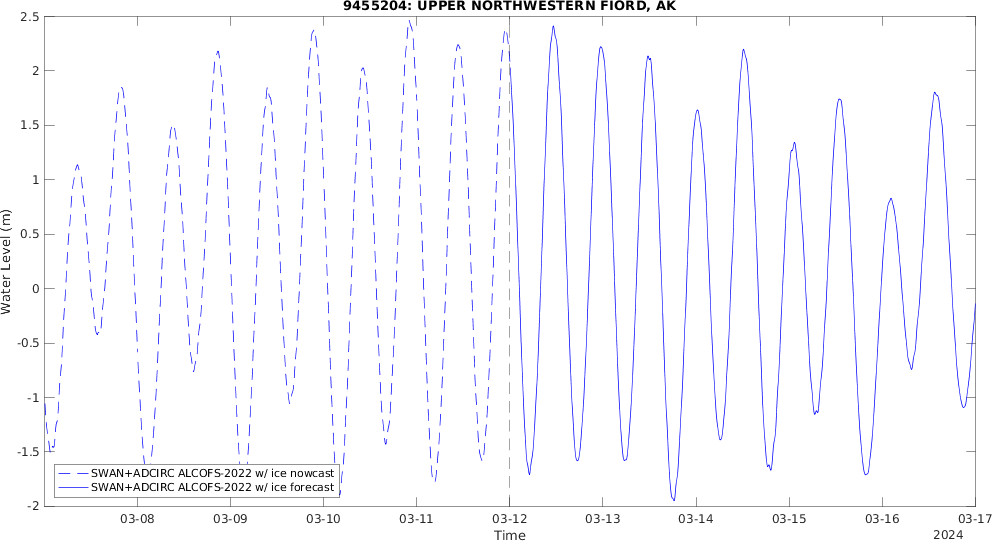 9455204: UPPER NORTHWESTERN FIORD, AK
2.5
2
1.5
1
0.5
0
-0.5
-1
-1.5
-2
Water Level (m)
SWAN+ADCIRC ALCOFS-2022 w/ ice nowcast
SWAN+ADCIRC ALCOFS-2022 w/ ice forecast
03-08 03-09 03-10 03-11 03-12 03-13 03-14 03-15 03-16 03-17
Time
2024